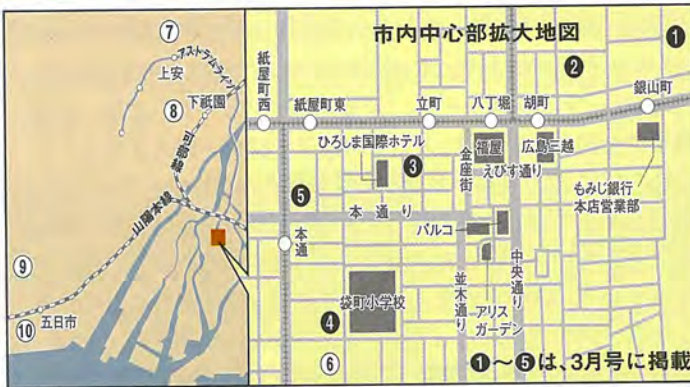 市内中心部拡大地図
⑦
アストラムライン
上安
⑧
下祇園
可部線
山陽本線
⑨
⑩
五日市
❶
❷
紙屋町西
紙屋町東
立町
八丁堀
胡町
銀山町
ひろしま国際ホテル
❸
金座街
福屋
広島三越
えびす通り
もみじ銀行
本店営業部
❺
本通り
本通
パルコ
並木通り
中央通り
アリス
ガーデン
袋町小学校
❹
⑥
❶〜❺は、3月号に掲載